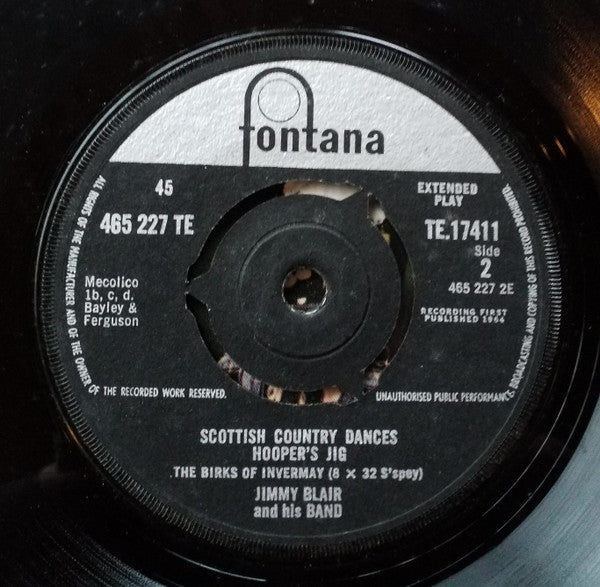 fontana
45
465 227 TE
EXTENDED
PLAY
TE.17411
Side
2
465 227 2E
Mecolico
1b, c, d.
Bayley &
Ferguson
RECORDING FIRST
PUBLISHED 1964
ALL RIGHTS OF THE MANUFACTURER AND OF THE OWNER OF THE RECORDED WORK RESERVED.
UNAUTHORISED PUBLIC PERFORMANCE, BROADCASTING AND COPYING OF THIS RECORD PROHIBITED.
SCOTTISH COUNTRY DANCES
HOOPER'S JIG
THE BIRKS OF INVERMAY (8 × 32 S'spey)
JIMMY BLAIR
and his BAND